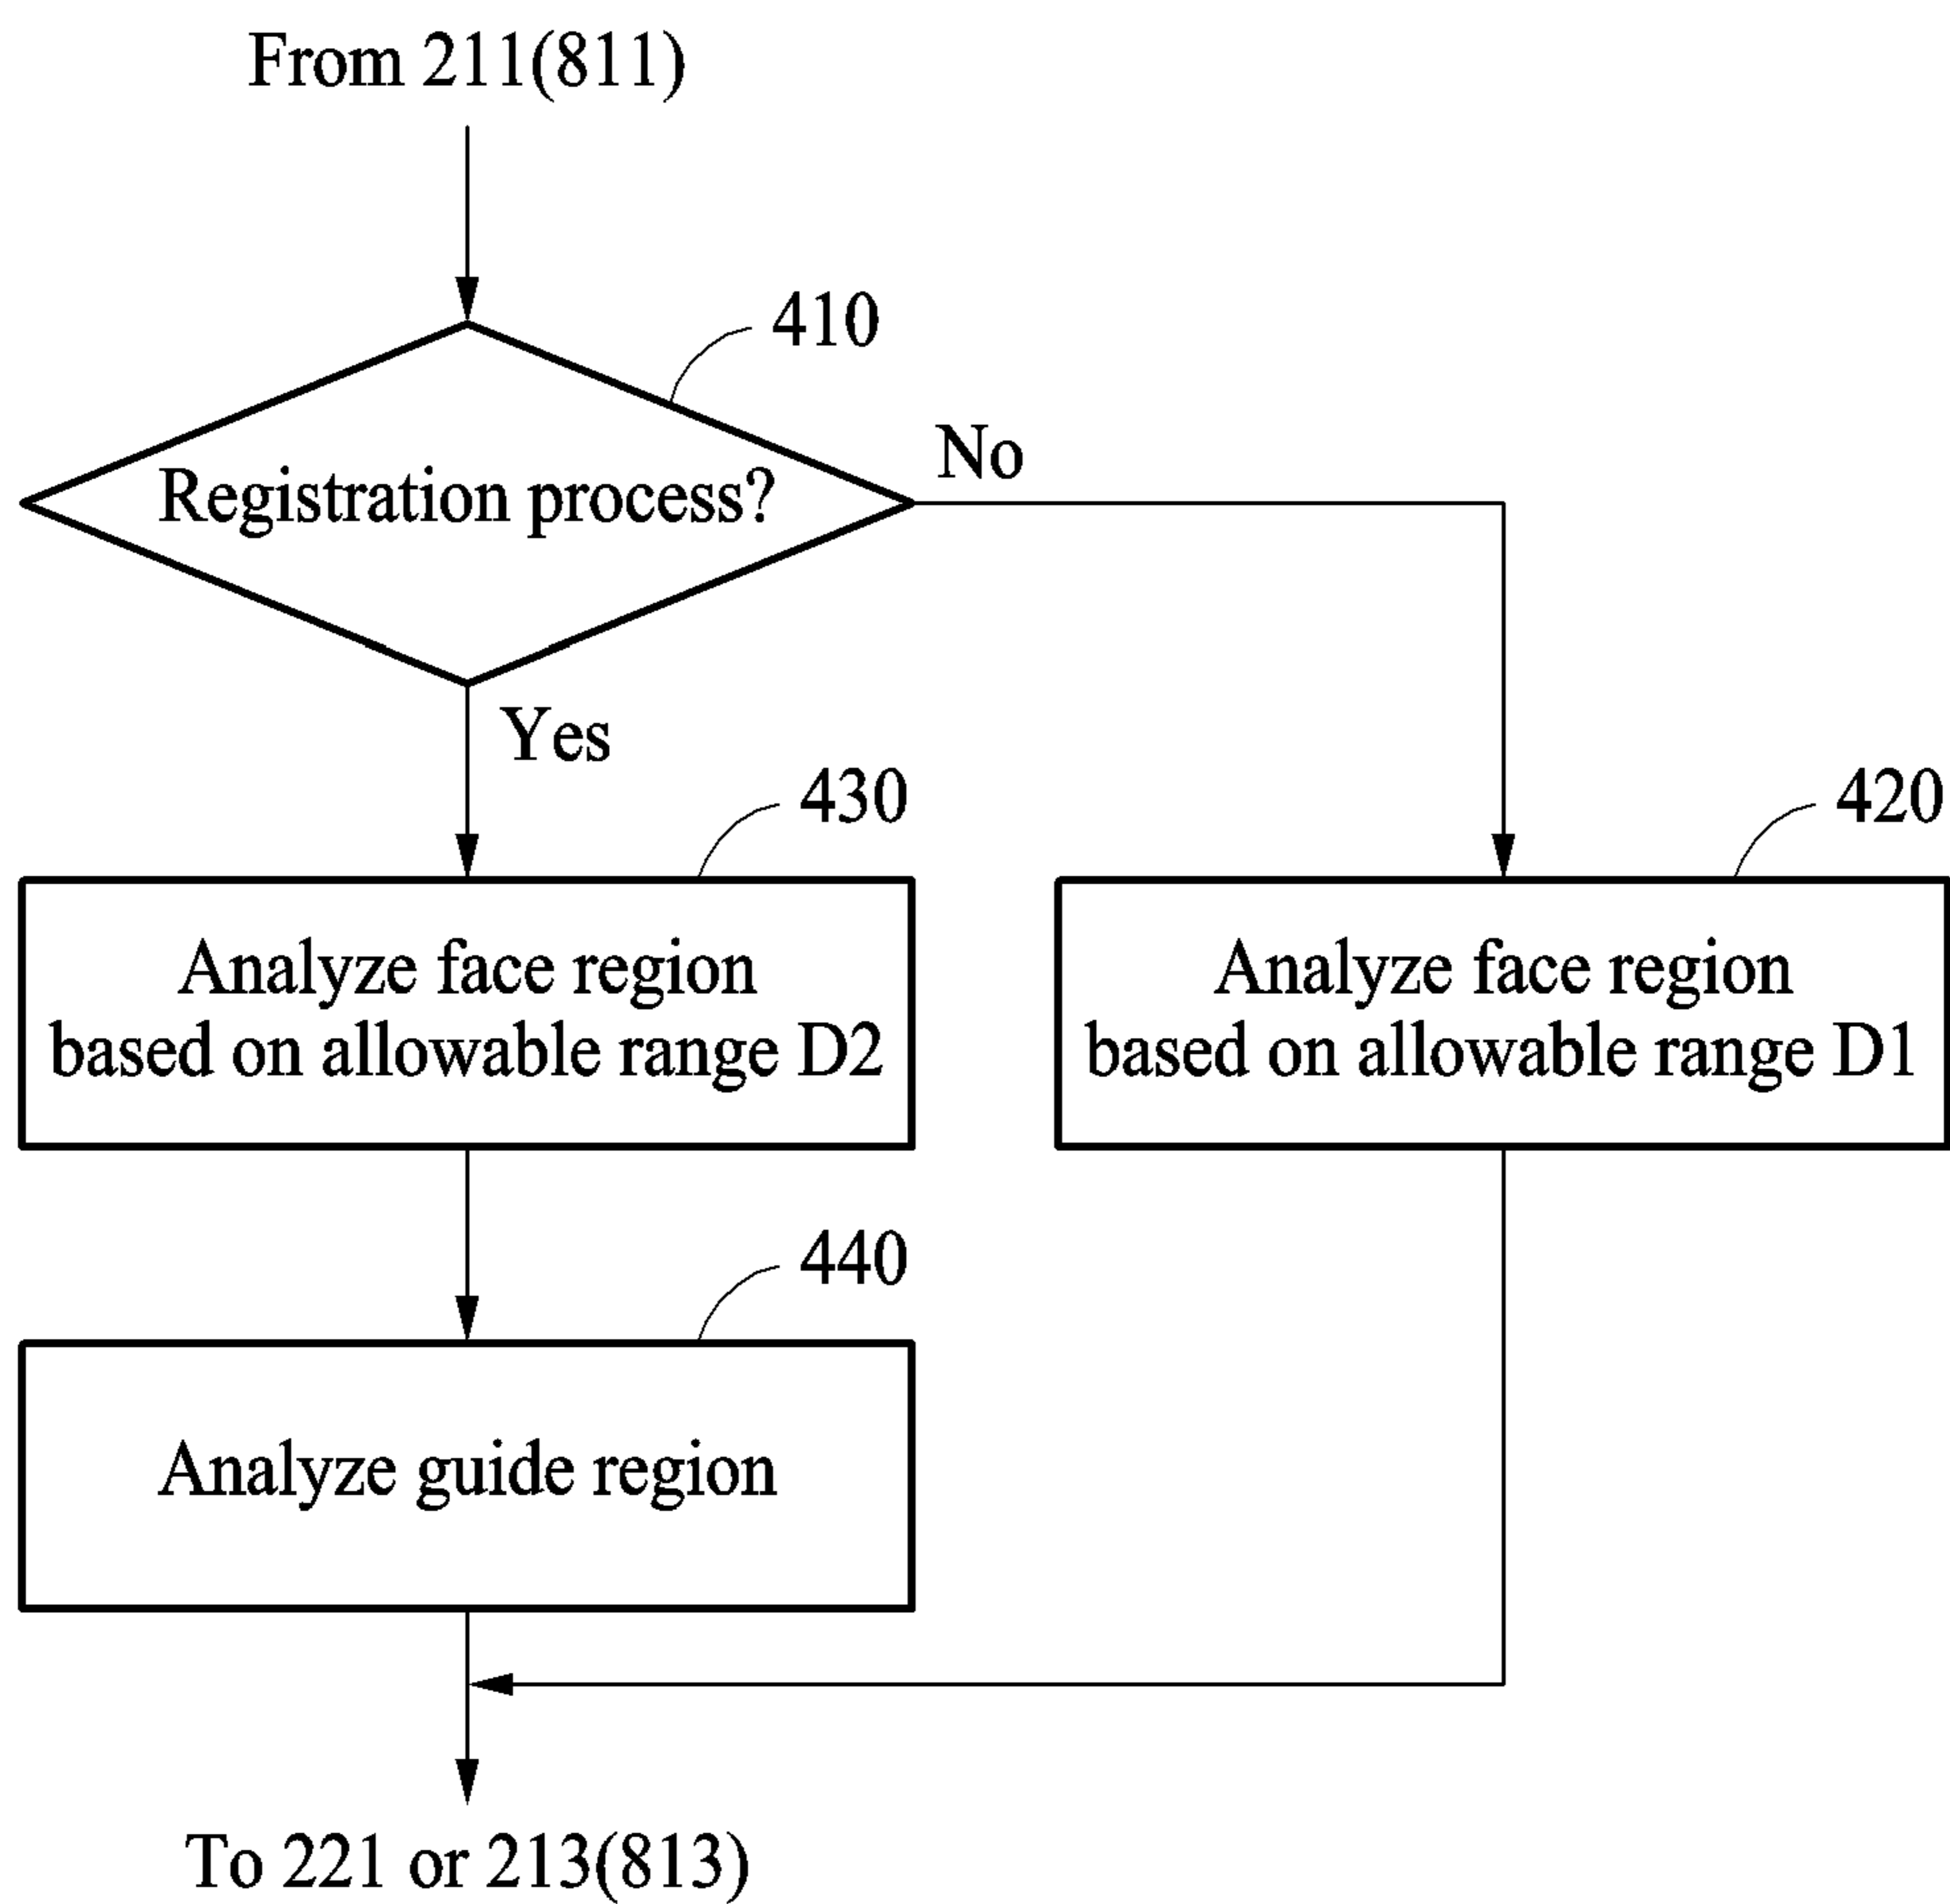 From 211(811)
410
Registration process?
No
Yes
430
420
Analyze face region
based on allowable range D2
Analyze face region
based on allowable range D1
440
Analyze guide region
To 221 or 213(813)